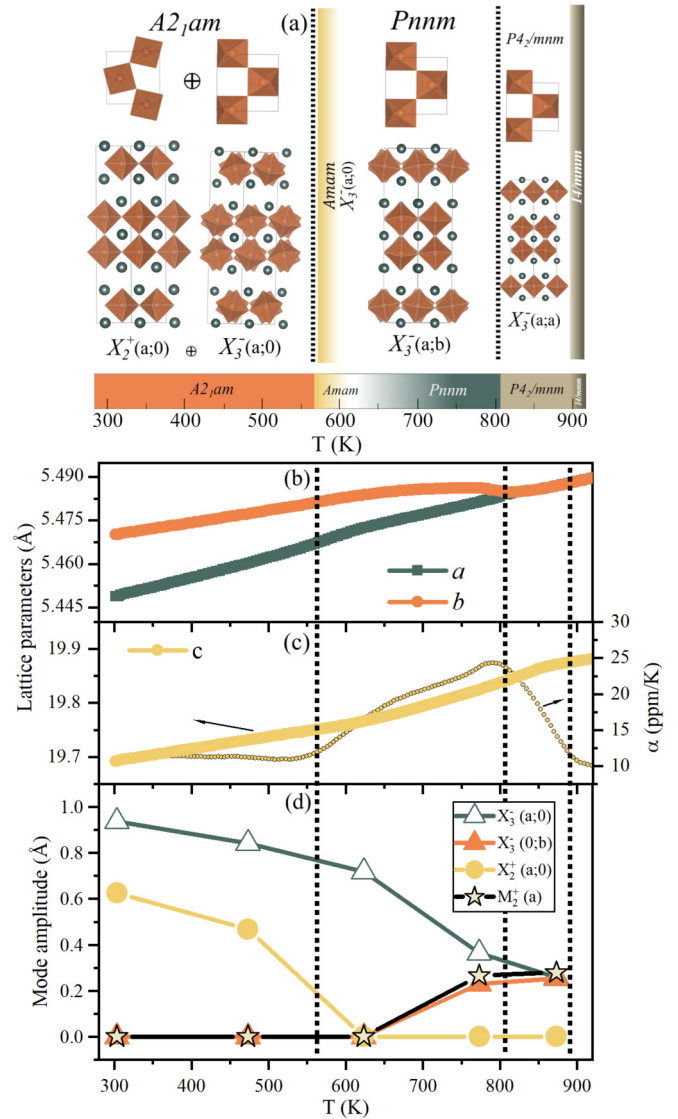 A2₁am
(a)
Pnnm
P4₂/mnm
⊕
Amam
X₃⁻(a;0)
I4/mmm
X₂⁺(a;0) ⊕ X₃⁻(a;0)
X₃⁻(a;b)
X₃⁻(a;a)
A2₁am Amam Pnnm P4₂/mnm I4/mmm
300 400 500 600 700 800 900
T (K)
(b)
5.490
5.475
5.460
5.445
Lattice parameters (Å)
a
b
(c)
c
19.9
19.8
19.7
30
25
20
15
10
α (ppm/K)
(d)
1.0
0.8
0.6
0.4
0.2
0.0
Mode amplitude (Å)
X₃⁻ (a;0)
X₃⁻ (0;b)
X₂⁺ (a;0)
M₂⁺ (a)
300 400 500 600 700 800 900
T (K)